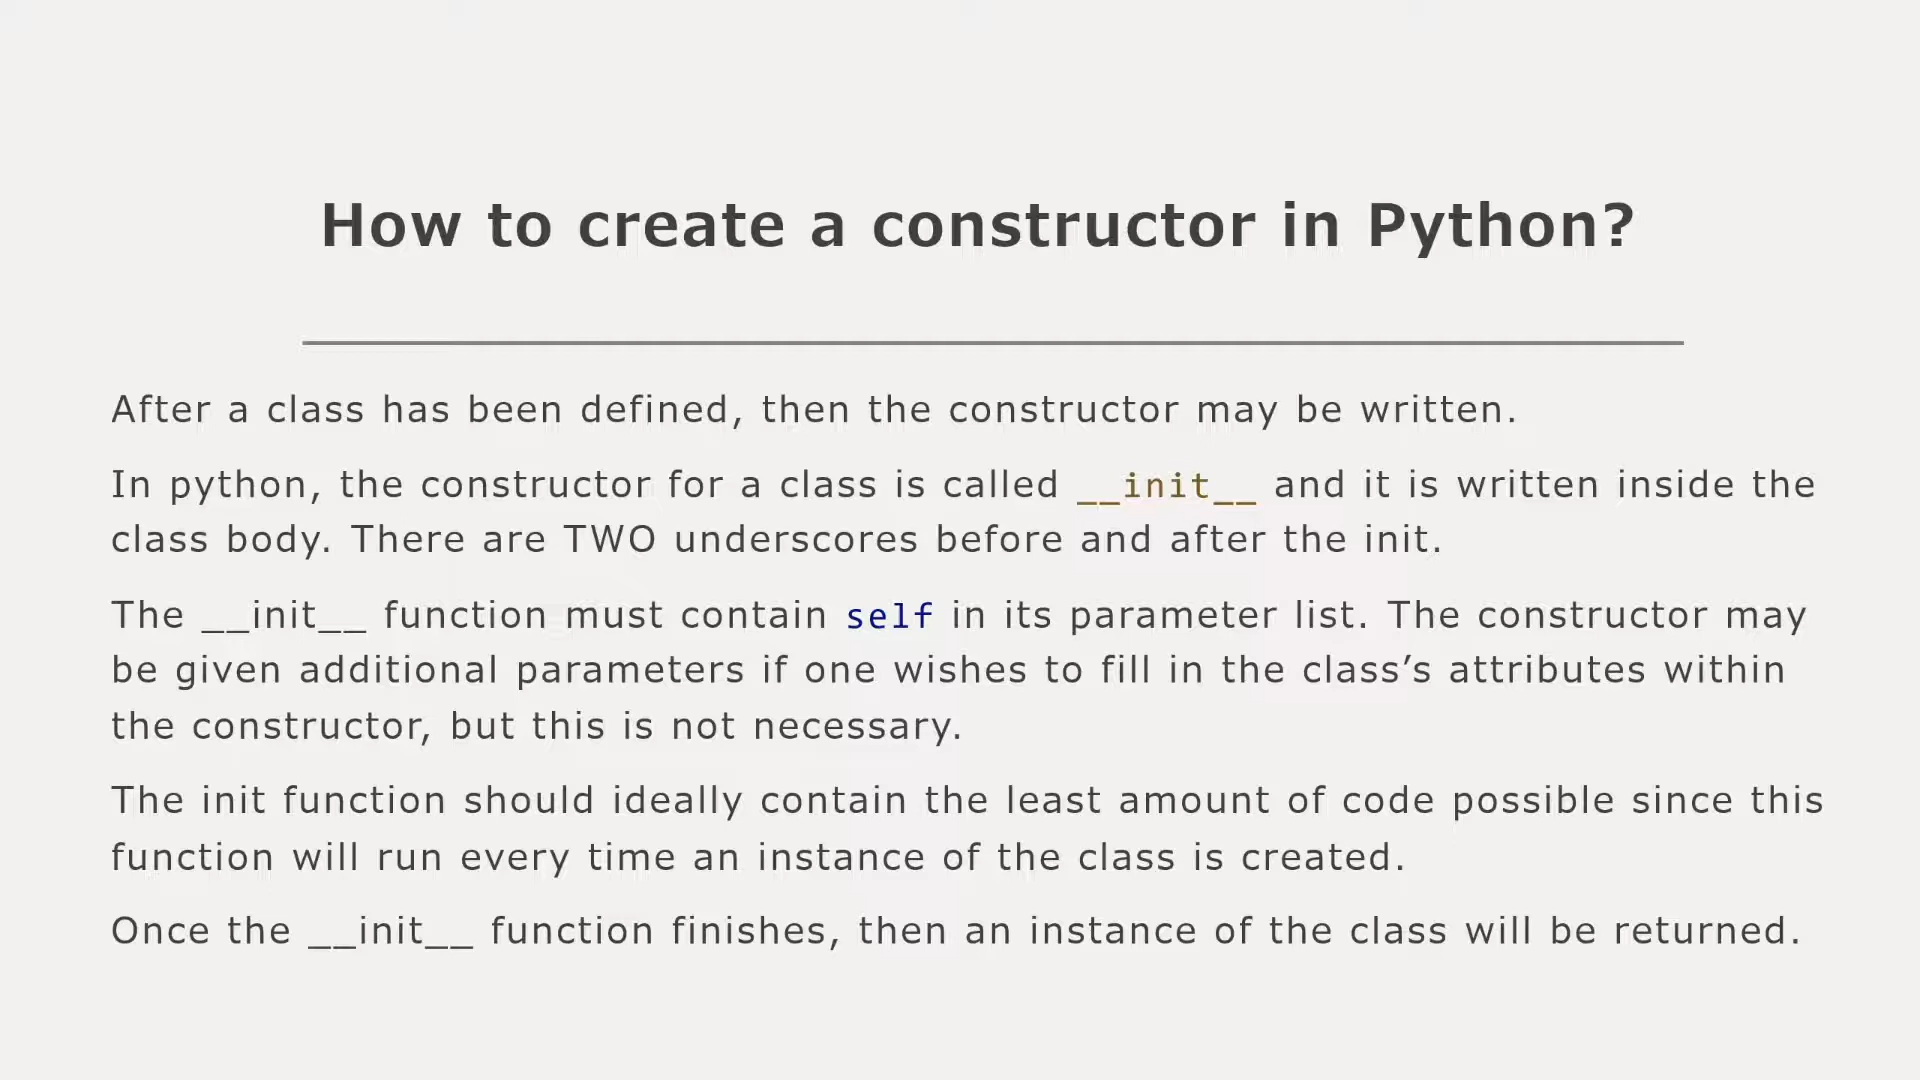 How to create a constructor in Python?
After a class has been defined, then the constructor may be written.
In python, the constructor for a class is called __init__ and it is written inside the
class body. There are TWO underscores before and after the init.
The __init__ function must contain self in its parameter list. The constructor may
be given additional parameters if one wishes to fill in the class’s attributes within
the constructor, but this is not necessary.
The init function should ideally contain the least amount of code possible since this
function will run every time an instance of the class is created.
Once the __init__ function finishes, then an instance of the class will be returned.